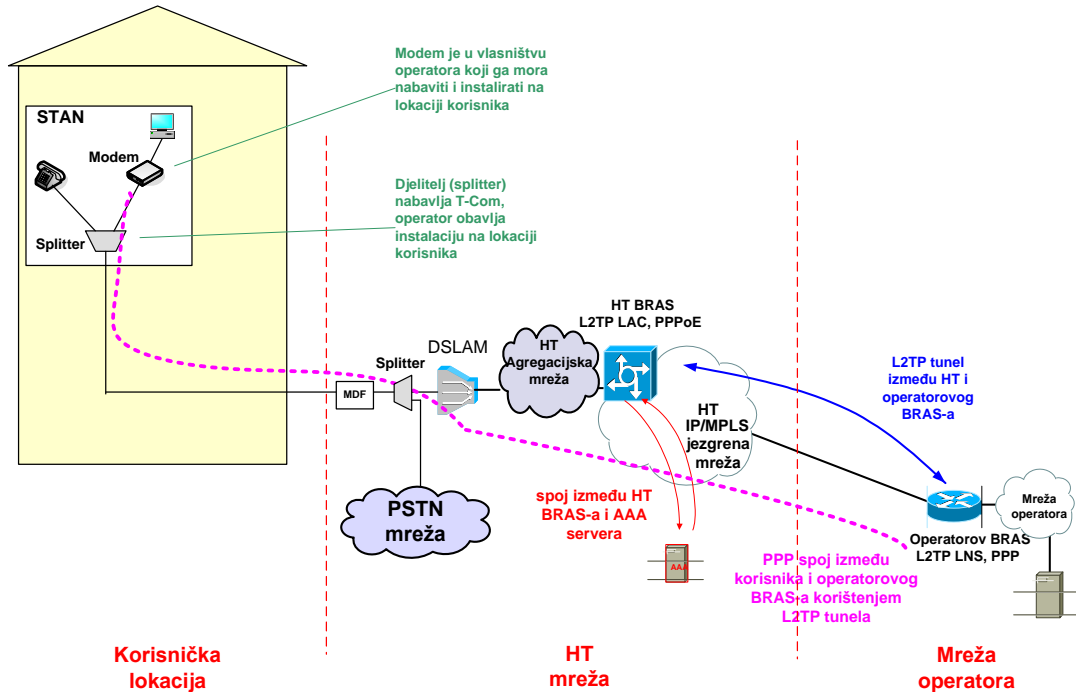 Modem je u vlasništvu
operatora koji ga mora
nabaviti i instalirati na
lokaciji korisnika
STAN
Modem
Djelitelj (splitter)
nabavlja T-Com,
operator obavlja
instalaciju na lokaciji
korisnika
Splitter
HT BRAS
L2TP LAC, PPPoE
DSLAM
HT
Agregacijska
mreža
Splitter
MDF
L2TP tunel
između HT i
operatorovog
BRAS-a
HT
IP/MPLS
jezgrena
mreža
PSTN
mreža
spoj između HT
BRAS-a i AAA
servera
AAA
Mreža
operatora
Operatorov BRAS
L2TP LNS, PPP
PPP spoj između
korisnika i operatorovog
BRAS-a korištenjem
L2TP tunela
Korisnička
lokacija
HT
mreža
Mreža
operatora